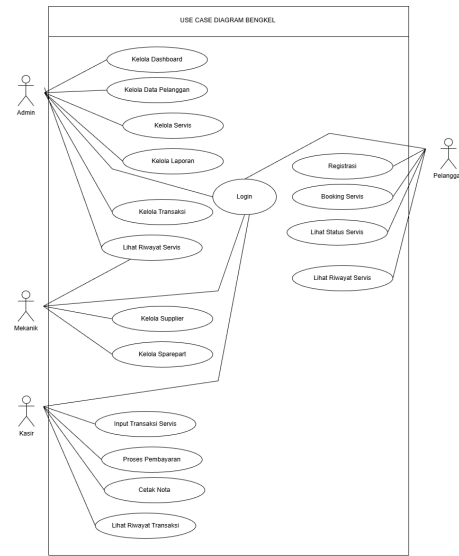 USE CASE DIAGRAM BENGKEL
Kelola Dashboard
Admin
Kelola Data Pelanggan
Kelola Servis
Kelola Laporan
Registrasi
Pelangga
Login
Booking Servis
Kelola Transaksi
Lihat Status Servis
Lihat Riwayat Servis
Lihat Riwayat Servis
Mekanik
Kelola Supplier
Kelola Sparepart
Kasir
Input Transaksi Servis
Proses Pembayaran
Cetak Nota
Lihat Riwayat Transaksi